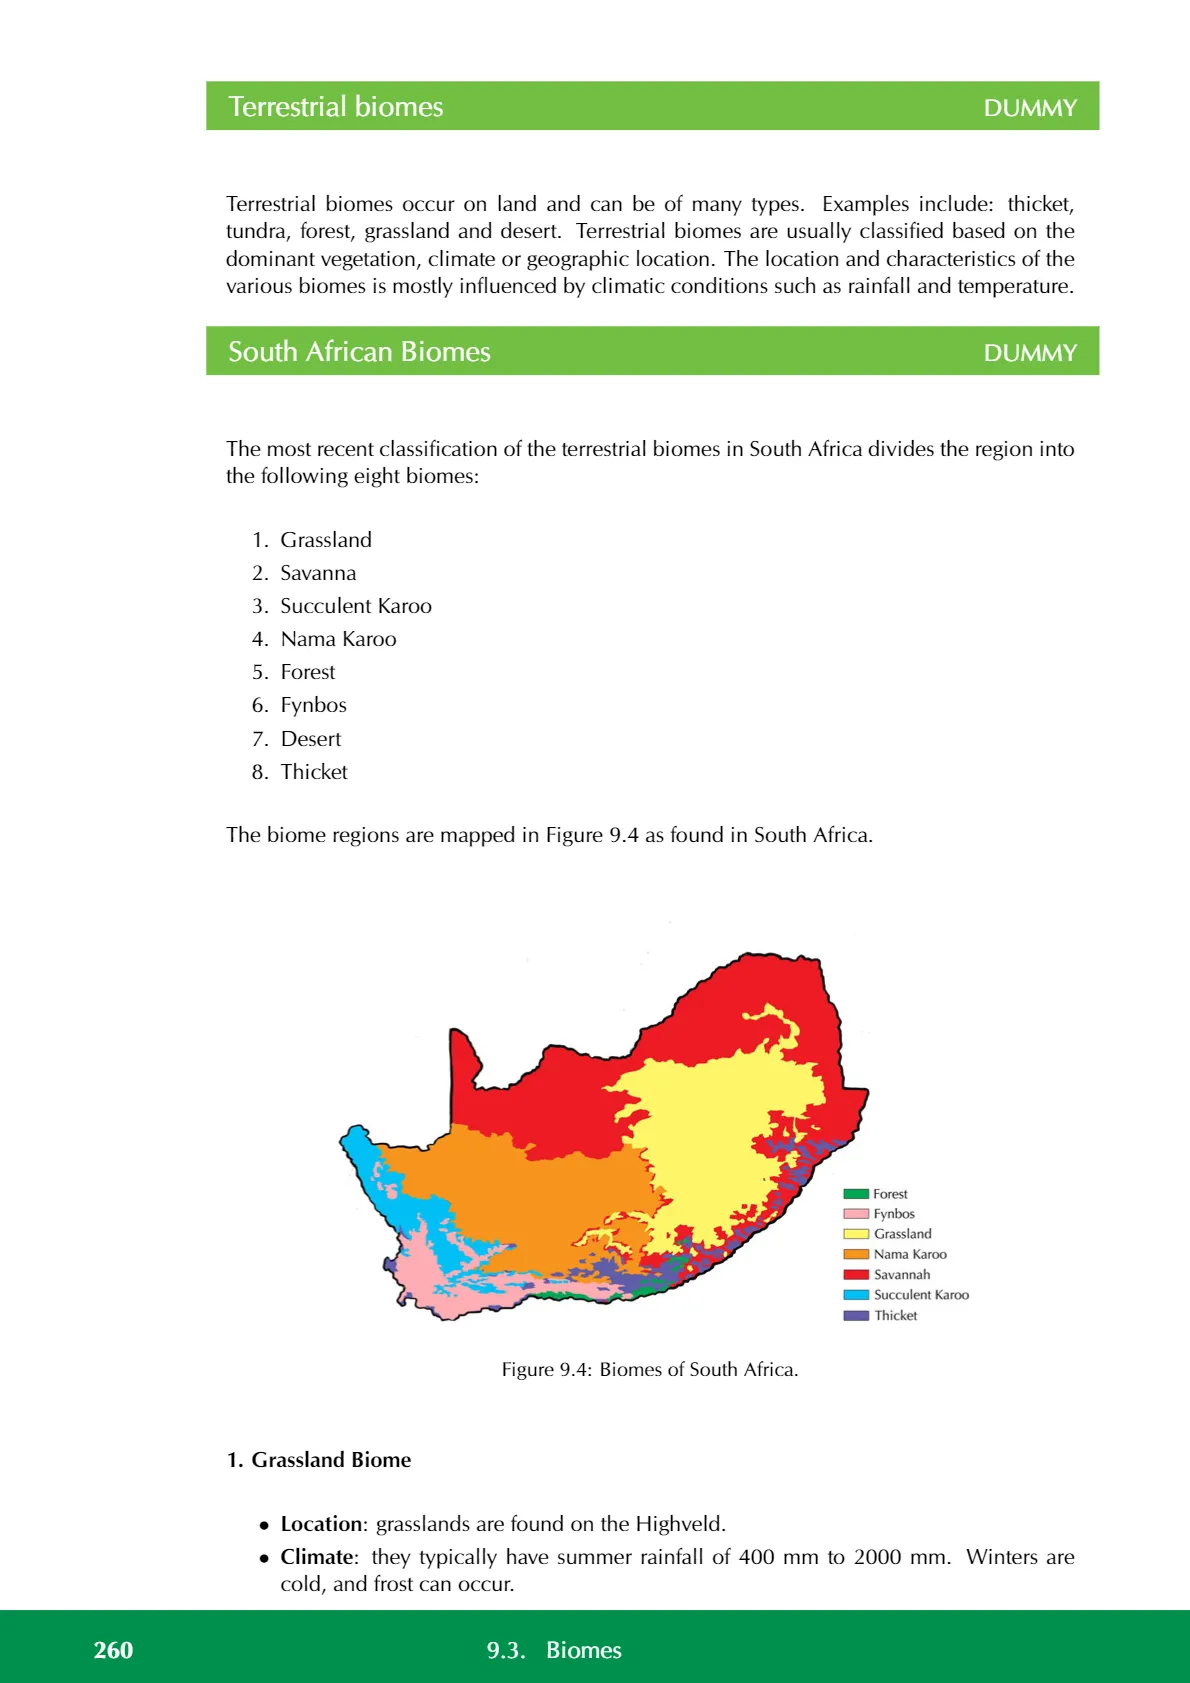 Terrestrial biomes DUMMY
Terrestrial biomes occur on land and can be of many types. Examples include: thicket,
tundra, forest, grassland and desert. Terrestrial biomes are usually classified based on the
dominant vegetation, climate or geographic location. The location and characteristics of the
various biomes is mostly influenced by climatic conditions such as rainfall and temperature.
South African Biomes DUMMY
The most recent classification of the terrestrial biomes in South Africa divides the region into
the following eight biomes:
1. Grassland
2. Savanna
3. Succulent Karoo
4. Nama Karoo
5. Forest
6. Fynbos
7. Desert
8. Thicket
The biome regions are mapped in Figure 9.4 as found in South Africa.
Forest
Fynbos
Grassland
Nama Karoo
Savannah
Succulent Karoo
Thicket
Figure 9.4: Biomes of South Africa.
1. Grassland Biome
• Location: grasslands are found on the Highveld.
• Climate: they typically have summer rainfall of 400 mm to 2000 mm. Winters are
cold, and frost can occur.
260 9.3. Biomes